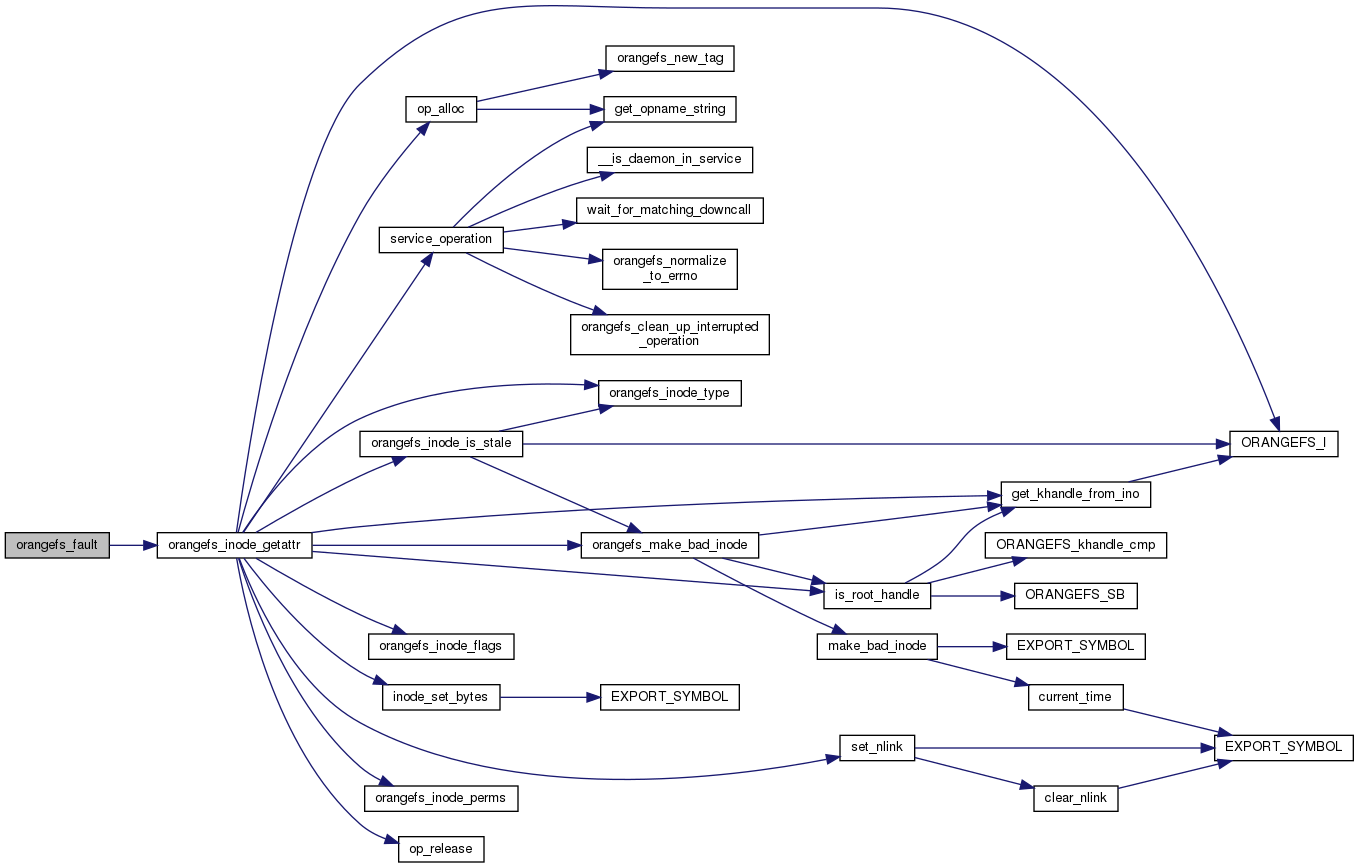 orangefs_new_tag
op_alloc
get_opname_string
__is_daemon_in_service
wait_for_matching_downcall
service_operation
orangefs_normalize
_to_errno
orangefs_clean_up_interrupted
_operation
orangefs_inode_type
orangefs_inode_is_stale
ORANGEFS_I
get_khandle_from_ino
orangefs_fault
orangefs_inode_getattr
orangefs_make_bad_inode
ORANGEFS_khandle_cmp
is_root_handle
ORANGEFS_SB
orangefs_inode_flags
make_bad_inode
EXPORT_SYMBOL
inode_set_bytes
EXPORT_SYMBOL
current_time
set_nlink
EXPORT_SYMBOL
orangefs_inode_perms
clear_nlink
op_release